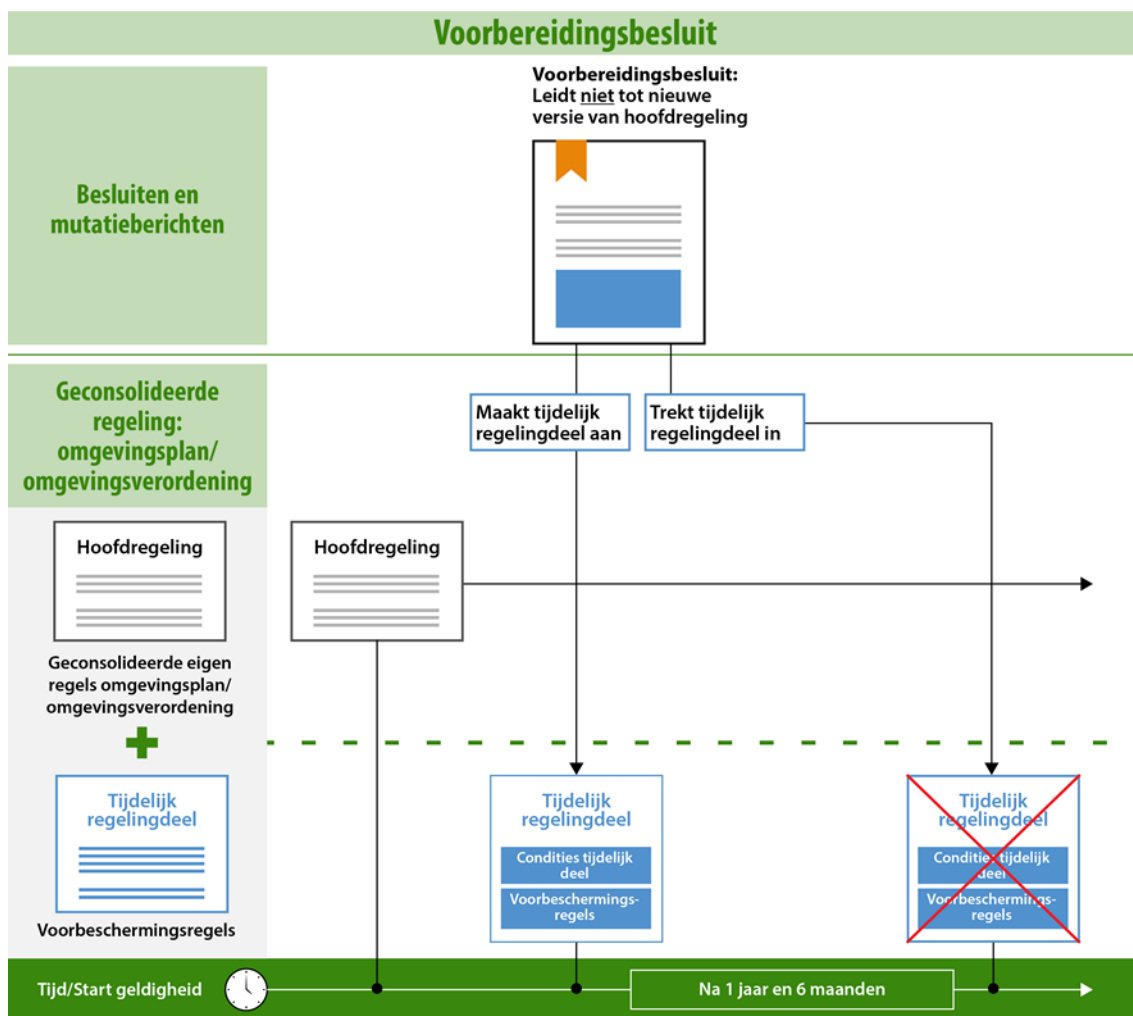 Voorbereidingsbesluit
Voorbereidingsbesluit:
Leidt niet tot nieuwe
versie van hoofdregeling
Besluiten en
mutatieberichten
Geconsolideerde
regeling:
omgevingsplan/
omgevingsverordening
Maakt tijdelijk
regelingdeel aan
Trekt tijdelijk
regelingdeel in
Hoofdregeling
Hoofdregeling
Geconsolideerde eigen
regels omgevingsplan/
omgevingsverordening
Tijdelijk
regelingdeel
Voorbeschermingsregels
Tijdelijk
regelingdeel
Condities tijdelijk
deel
Voorbeschermings-
regels
Tijdelijk
regelingdeel
Condities tijdelijk
deel
Voorbeschermings-
regels
Tijd/Start geldigheid
Na 1 jaar en 6 maanden